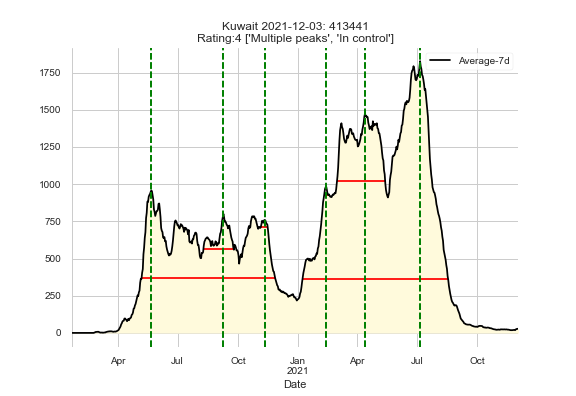 Kuwait 2021-12-03: 413441
Rating:4 ['Multiple peaks', 'In control']
Average-7d
1750
1500
1250
1000
750
500
250
0
Apr Jul Oct Jan Apr Jul Oct
2021
Date